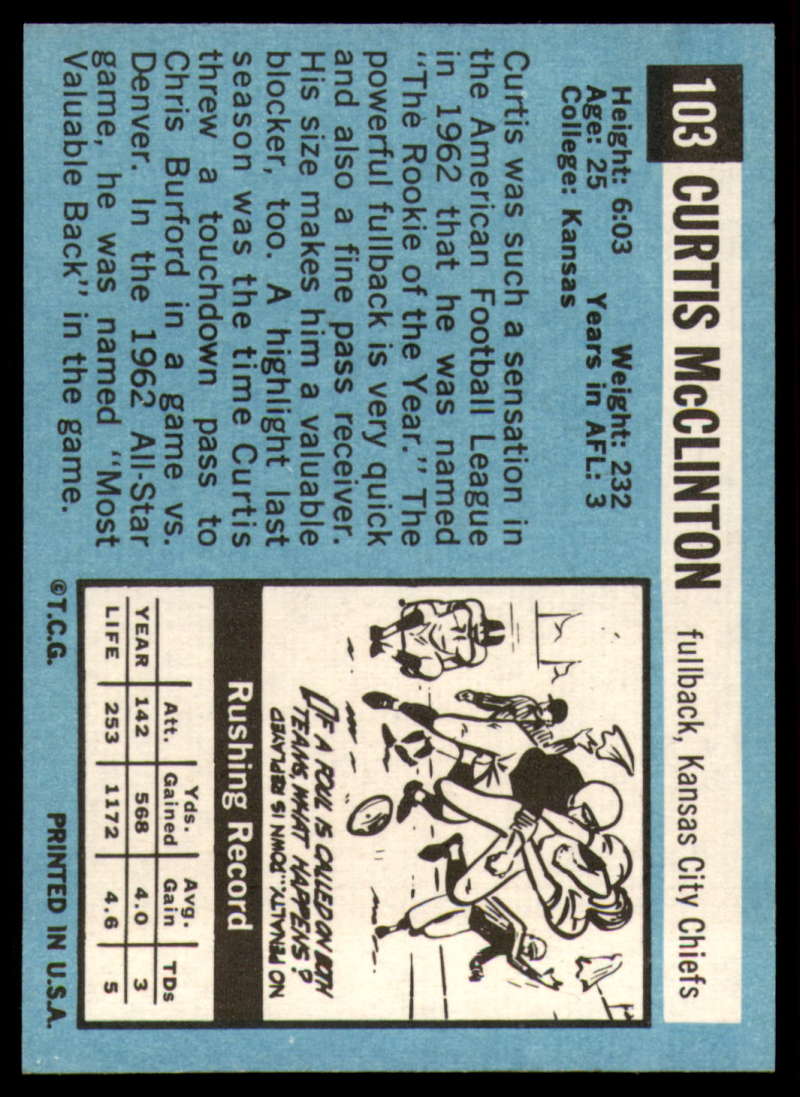 103 CURTIS McCLINTON fullback, Kansas City Chiefs
Height: 6:03 Weight: 232
Age: 25 Years in AFL: 3
College: Kansas
Curtis was such a sensation in
the American Football League
in 1962 that he was named
"The Rookie of the Year." The
powerful fullback is very quick
and also a fine pass receiver.
His size makes him a valuable
blocker, too. A highlight last
season was the time Curtis
threw a touchdown pass to
Chris Burford in a game vs.
Denver. In the 1962 All-Star
game, he was named "Most
Valuable Back" in the game.
IF A FOUL IS CALLED ON BOTH
TEAMS, WHAT HAPPENS?
NO PENALTY...DOWN IS REPLAYED
Rushing Record
Att. Yds. Gained Avg. Gain TDs
YEAR 142 568 4.0 3
LIFE 253 1172 4.6 5
©T.C.G. PRINTED IN U.S.A.